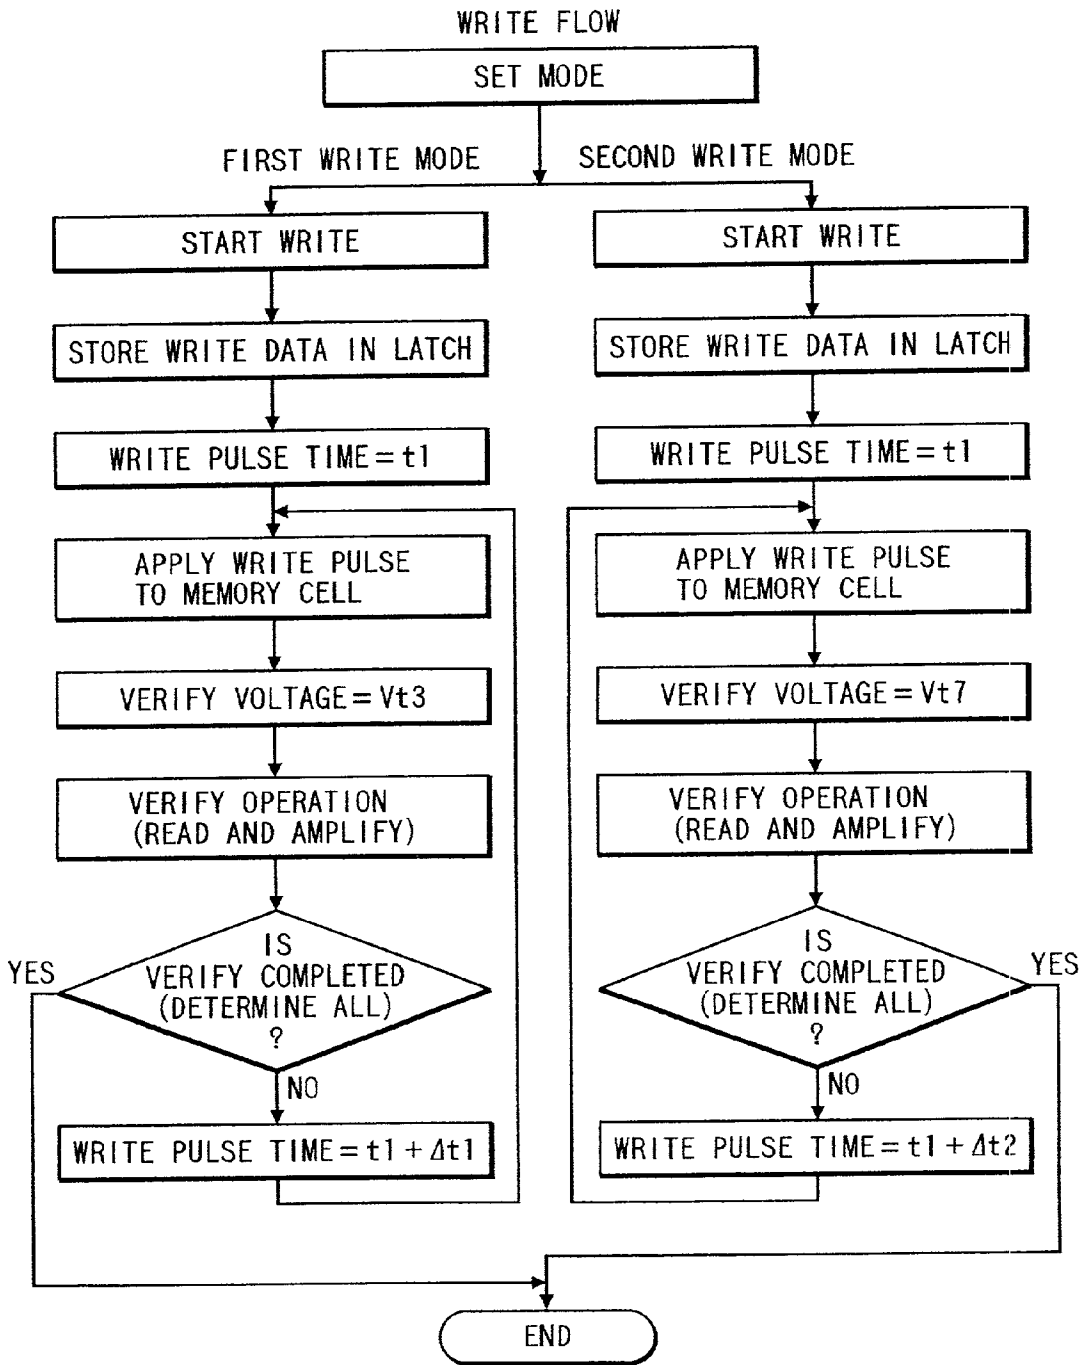 WRITE FLOW
SET MODE
FIRST WRITE MODE
SECOND WRITE MODE
START WRITE
STORE WRITE DATA IN LATCH
WRITE PULSE TIME=t1
APPLY WRITE PULSE
TO MEMORY CELL
VERIFY VOLTAGE=Vt3
VERIFY OPERATION
(READ AND AMPLIFY)
IS
VERIFY COMPLETED
(DETERMINE ALL)
?
YES
NO
WRITE PULSE TIME=t1+Δt1
START WRITE
STORE WRITE DATA IN LATCH
WRITE PULSE TIME=t1
APPLY WRITE PULSE
TO MEMORY CELL
VERIFY VOLTAGE=Vt7
VERIFY OPERATION
(READ AND AMPLIFY)
IS
VERIFY COMPLETED
(DETERMINE ALL)
?
YES
NO
WRITE PULSE TIME=t1+Δt2
END